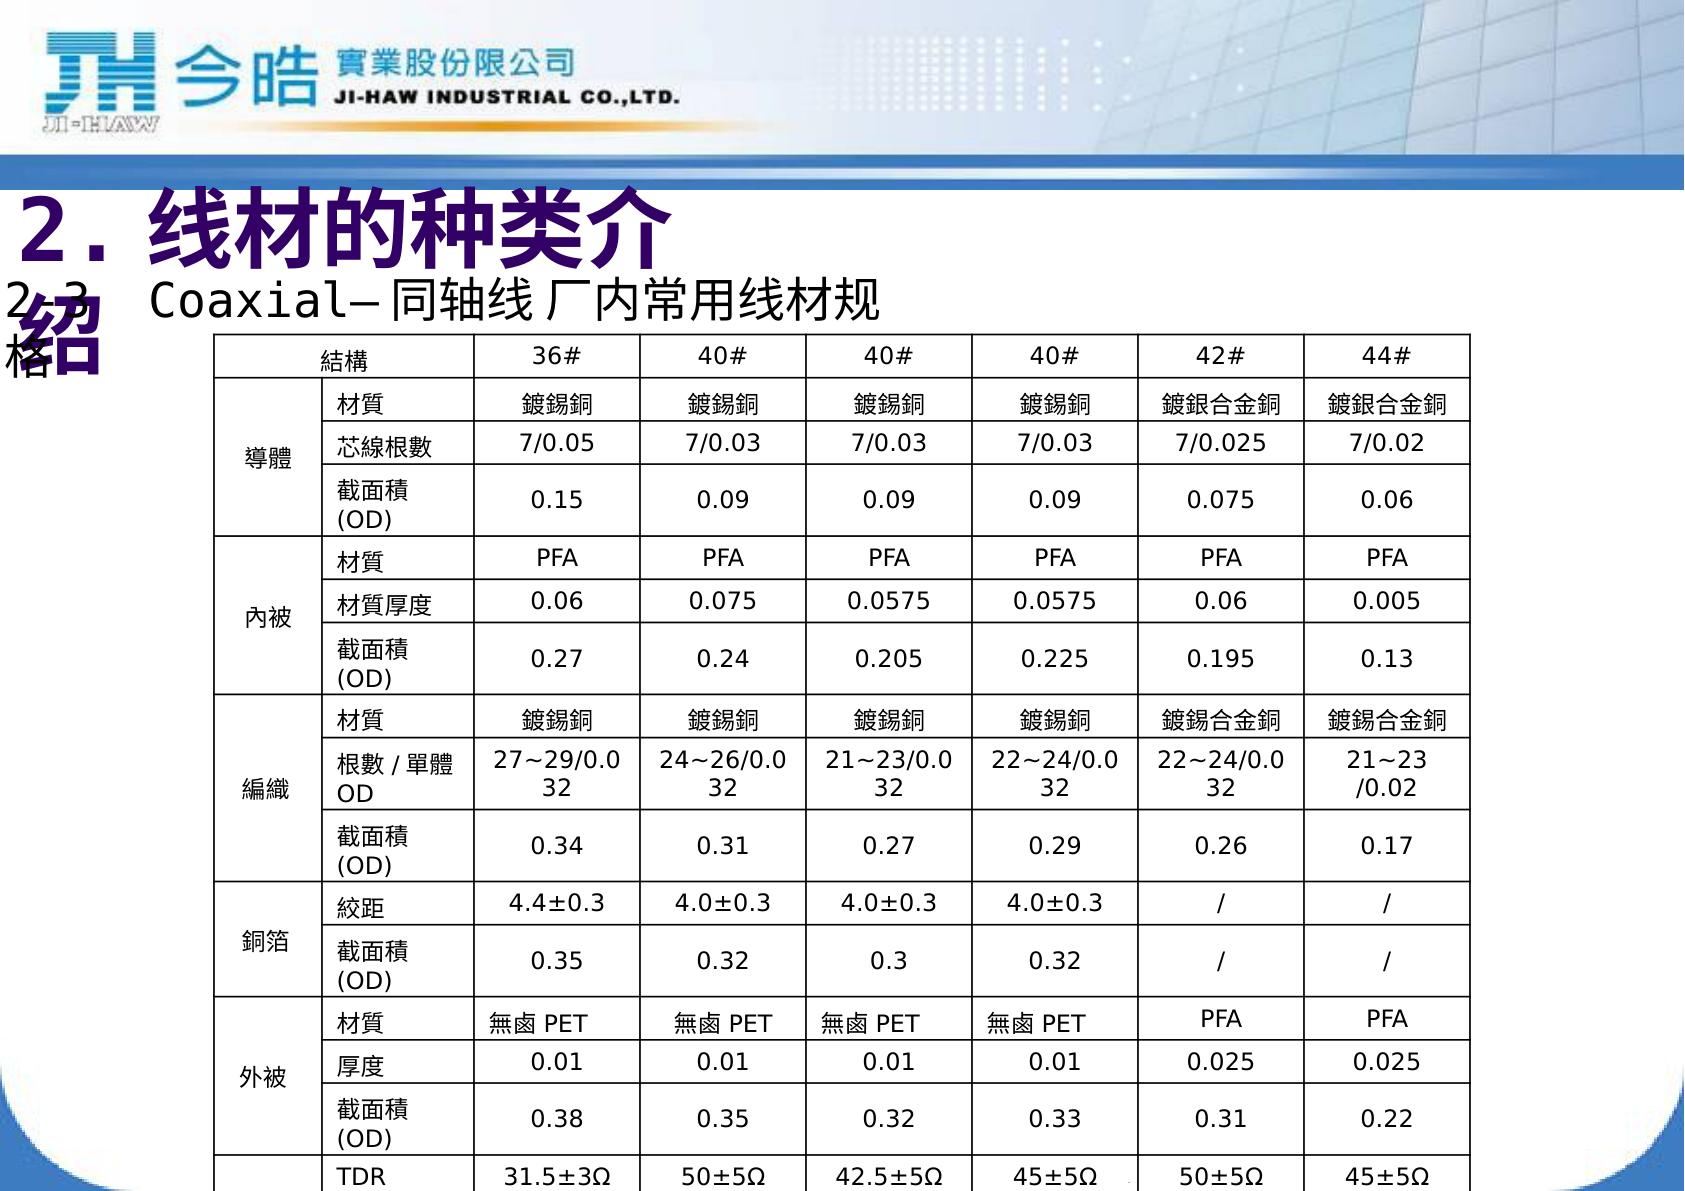 JH 今皓 實業股份限公司
JI-HAW INDUSTRIAL CO.,LTD.
JI-HAW
2. 线材的种类介
绍
2-3 Coaxial—同轴线 厂内常用线材规
格
結構 36# 40# 40# 40# 42# 44#
導體 材質 鍍錫銅 鍍錫銅 鍍錫銅 鍍錫銅 鍍銀合金銅 鍍銀合金銅
芯線根數 7/0.05 7/0.03 7/0.03 7/0.03 7/0.025 7/0.02
截面積 (OD) 0.15 0.09 0.09 0.09 0.075 0.06
內被 材質 PFA PFA PFA PFA PFA PFA
材質厚度 0.06 0.075 0.0575 0.0575 0.06 0.005
截面積 (OD) 0.27 0.24 0.205 0.225 0.195 0.13
編織 材質 鍍錫銅 鍍錫銅 鍍錫銅 鍍錫銅 鍍錫合金銅 鍍錫合金銅
根數 / 單體 OD 27~29/0.032 24~26/0.032 21~23/0.032 22~24/0.032 22~24/0.032 21~23 /0.02
截面積 (OD) 0.34 0.31 0.27 0.29 0.26 0.17
銅箔 絞距 4.4±0.3 4.0±0.3 4.0±0.3 4.0±0.3 / /
截面積 (OD) 0.35 0.32 0.3 0.32 / /
外被 材質 無鹵 PET 無鹵 PET 無鹵 PET 無鹵 PET PFA PFA
厚度 0.01 0.01 0.01 0.01 0.025 0.025
截面積 (OD) 0.38 0.35 0.32 0.33 0.31 0.22
TDR 31.5±3Ω 50±5Ω 42.5±5Ω 45±5Ω 50±5Ω 45±5Ω